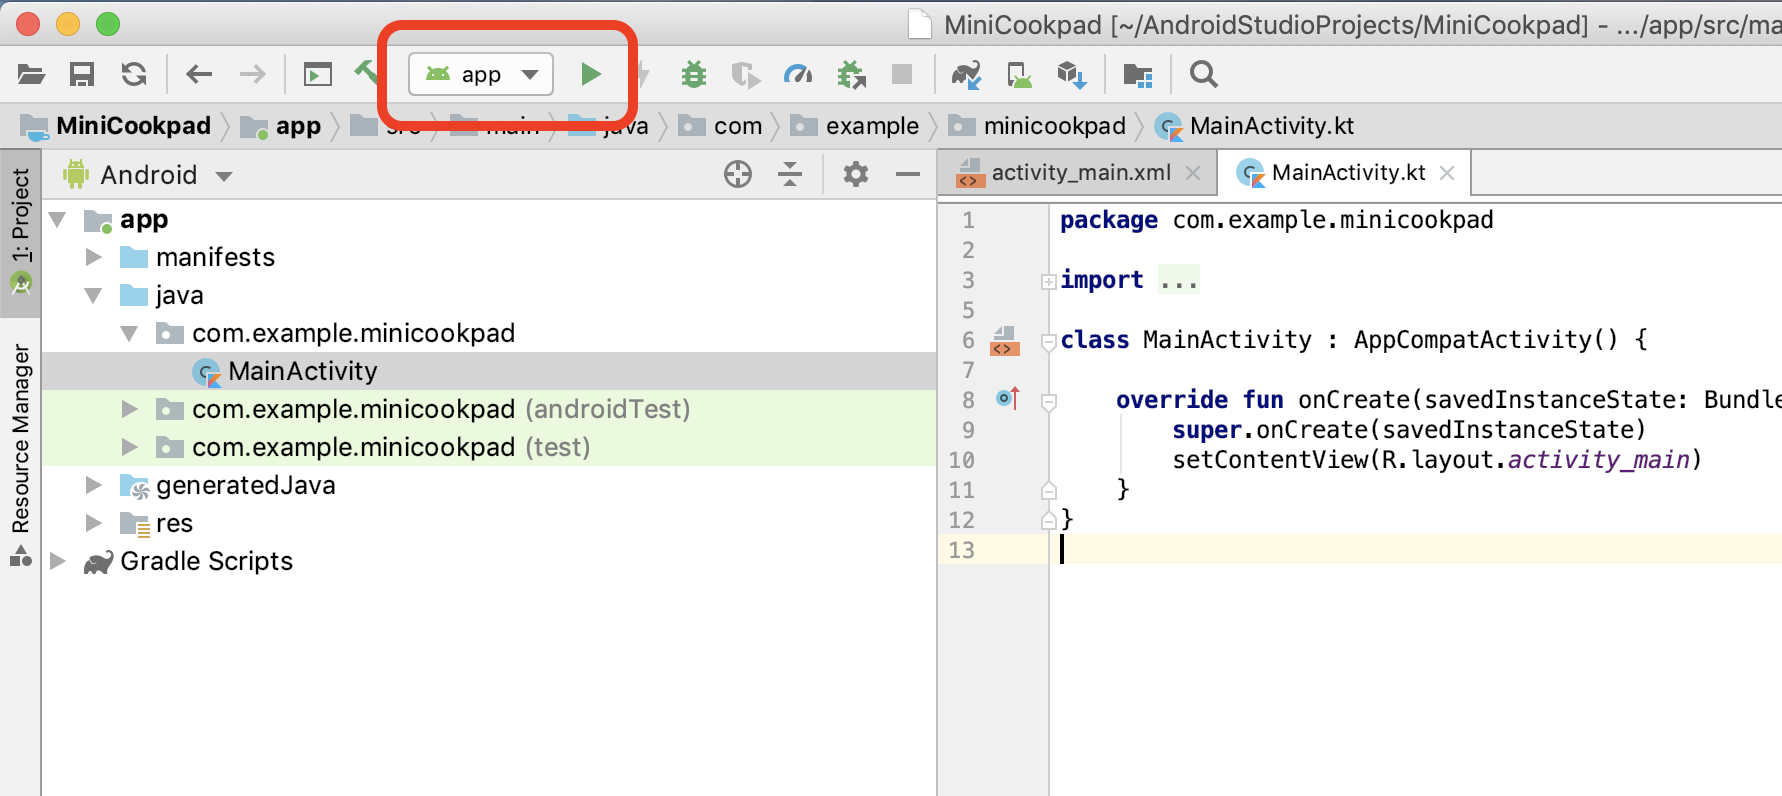 MiniCookpad [~/AndroidStudioProjects/MiniCookpad] - .../app/src/ma
app
MiniCookpad app src main java com example minicookpad MainActivity.kt
1: Project
Resource Manager
Android
app
manifests
java
com.example.minicookpad
MainActivity
com.example.minicookpad (androidTest)
com.example.minicookpad (test)
generatedJava
res
Gradle Scripts
activity_main.xml MainActivity.kt
1 package com.example.minicookpad
2
3 import ...
5
6 class MainActivity : AppCompatActivity() {
7
8 override fun onCreate(savedInstanceState: Bundle
9 super.onCreate(savedInstanceState)
10 setContentView(R.layout.activity_main)
11 }
12 }
13